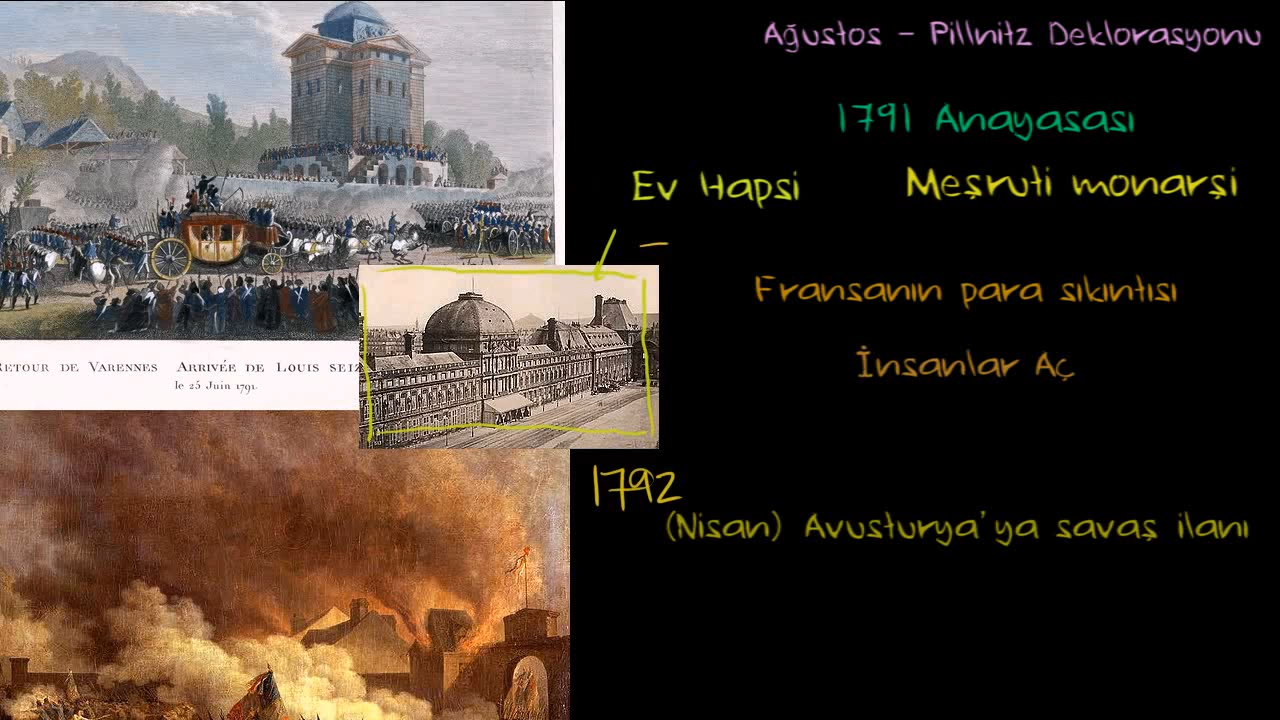 Ağustos - Pillnitz Deklorasyonu
1791 Anayasası
Ev Hapsi
Meşruti monarşi
Fransanın para sıkıntısı
İnsanlar Aç
RETOUR DE VARENNES ARRIVÉE DE LOUIS SEIZ
le 25 Juin 1791.
1792
(Nisan) Avusturya'ya savaş ilanı